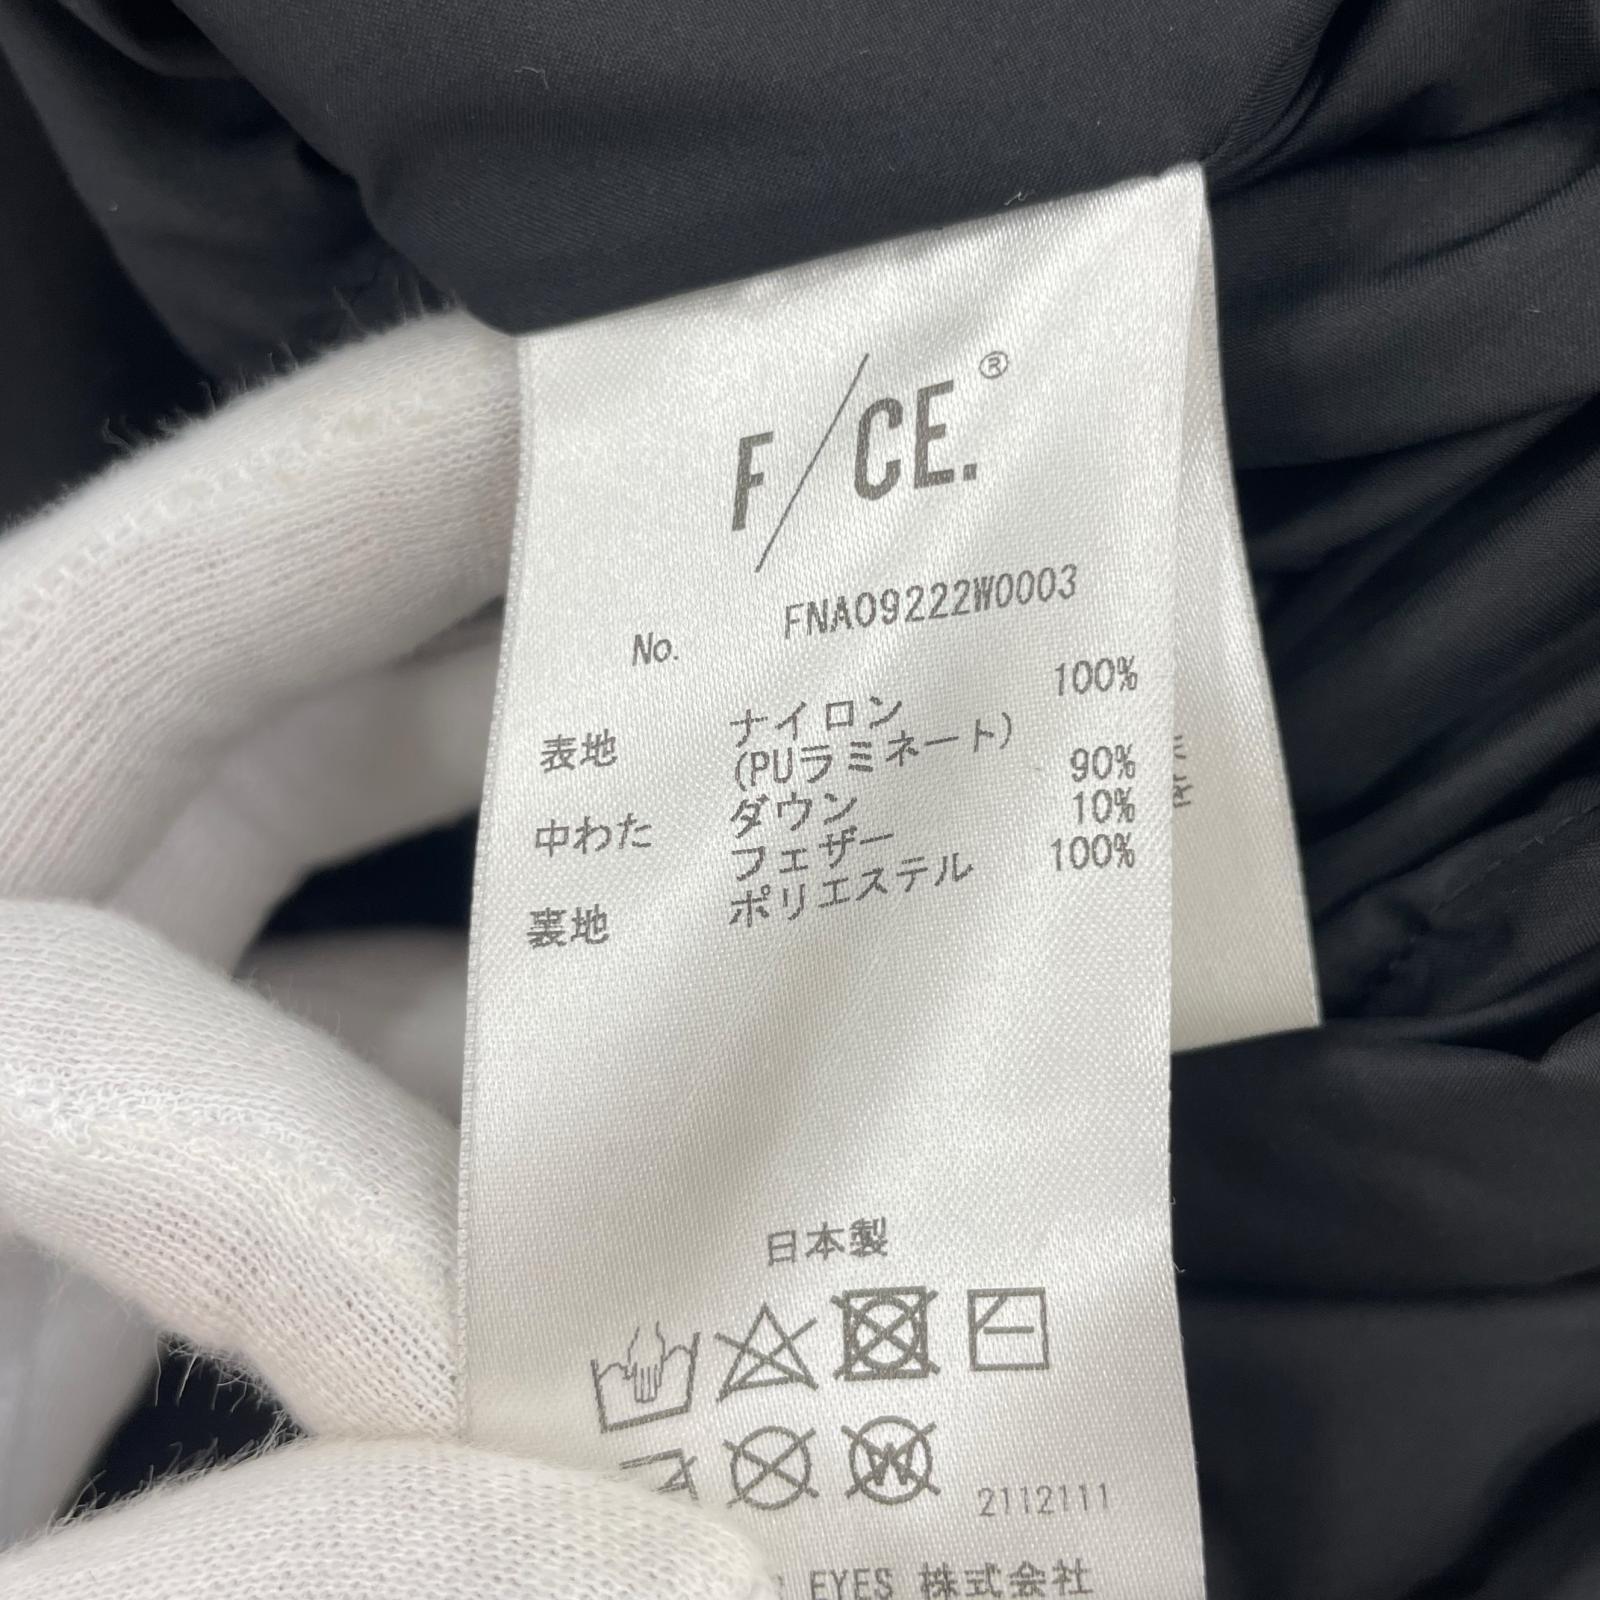 F/CE.®
No. FNA09222W0003
表地 ナイロン 100%
(PUラミネート)
中わた ダウン 90%
フェザー 10%
裏地 ポリエステル 100%
日本製
W
2112111
EYES 株式会社